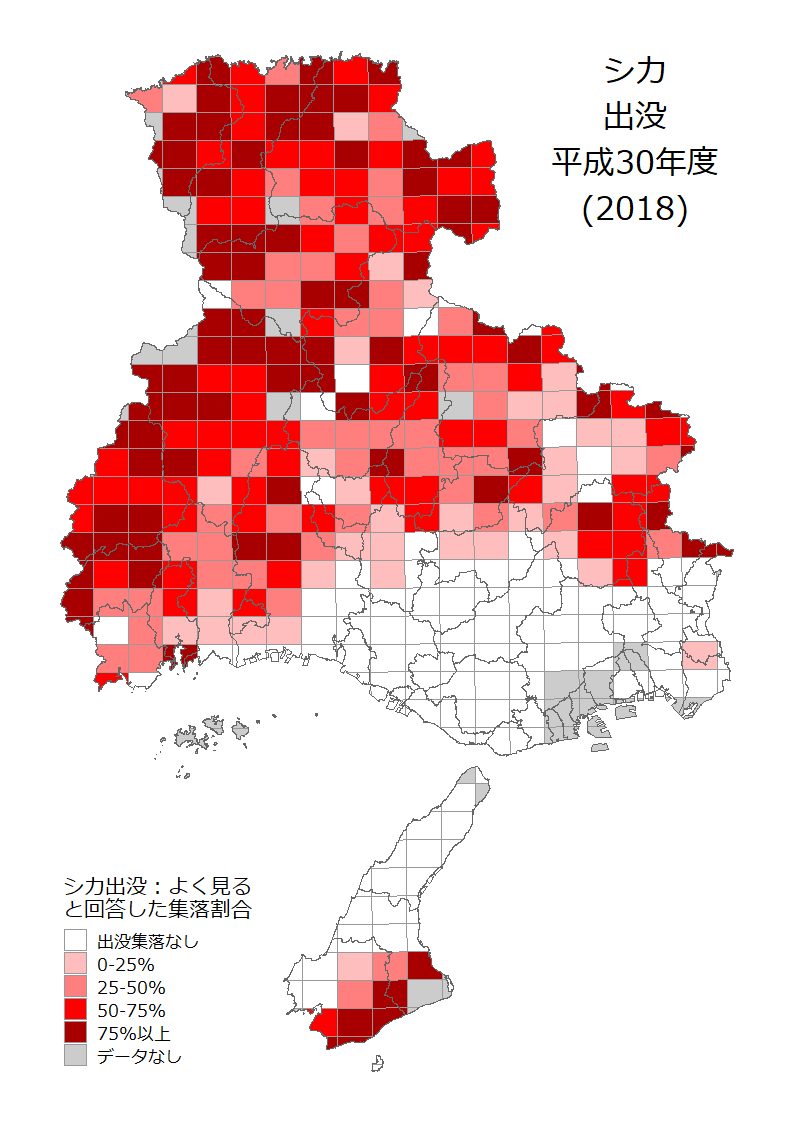 シカ
出没
平成30年度
(2018)
シカ出没：よく見る
と回答した集落割合
出没集落なし
0-25%
25-50%
50-75%
75%以上
データなし